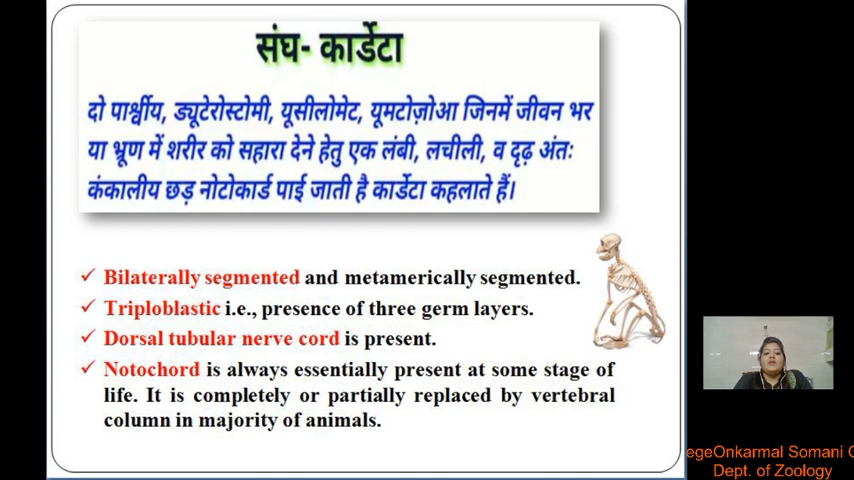 संघ- कार्डेटा
दो पार्श्वीय, ड्यूटेरोस्टोमी, यूसीलोमेट, यूमटोज़ोआ जिनमें जीवन भर
या भ्रूण में शरीर को सहारा देने हेतु एक लंबी, लचीली, व दृढ़ अंतः
कंकालीय छड़ नोटोकार्ड पाई जाती है कार्डेटा कहलाते हैं।
✓ Bilaterally segmented and metamerically segmented.
✓ Triploblastic i.e., presence of three germ layers.
✓ Dorsal tubular nerve cord is present.
✓ Notochord is always essentially present at some stage of
life. It is completely or partially replaced by vertebral
column in majority of animals.
egeOnkarmal Somani C
Dept. of Zoology